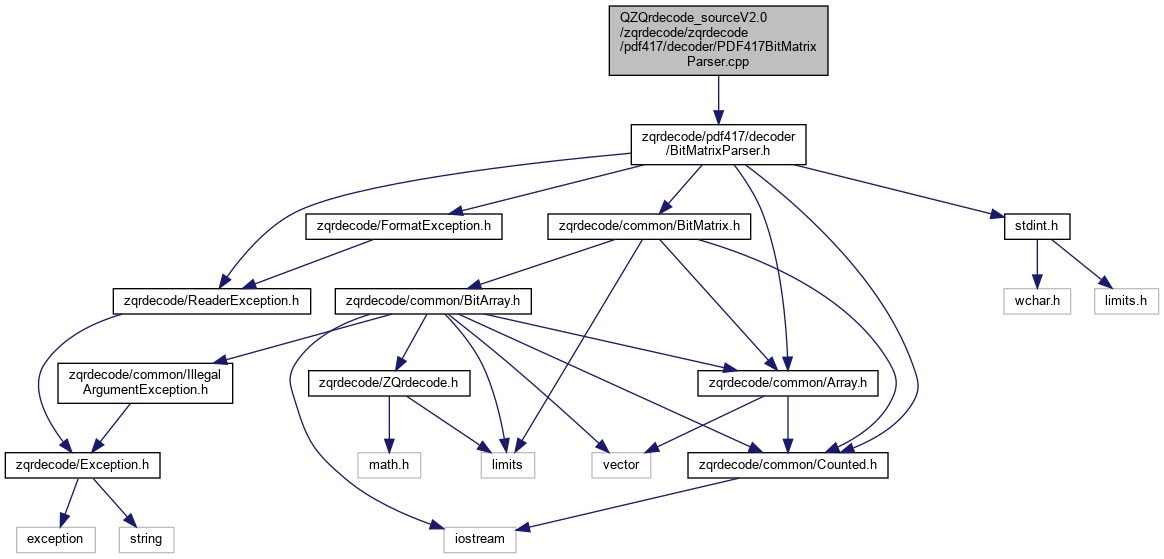 QZQrdecode_sourceV2.0
/zqrdecode/zqrdecode
/pdf417/decoder/PDF417BitMatrix
Parser.cpp
zqrdecode/pdf417/decoder
/BitMatrixParser.h
zqrdecode/FormatException.h
zqrdecode/common/BitMatrix.h
stdint.h
zqrdecode/ReaderException.h
zqrdecode/common/BitArray.h
wchar.h
limits.h
zqrdecode/common/Illegal
ArgumentException.h
zqrdecode/ZQrdecode.h
zqrdecode/common/Array.h
zqrdecode/Exception.h
math.h
limits
vector
zqrdecode/common/Counted.h
exception
string
iostream